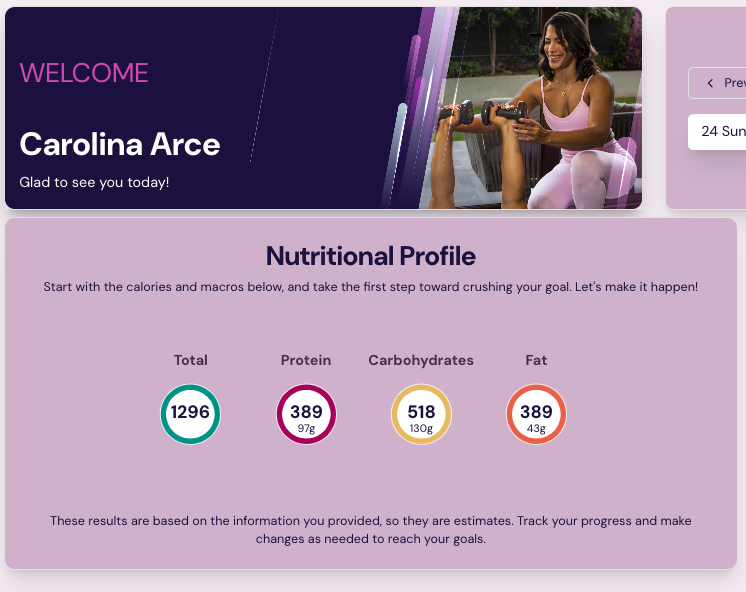 WELCOME
Carolina Arce
Glad to see you today!
24 Sun
Nutritional Profile
Start with the calories and macros below, and take the first step toward crushing your goal. Let's make it happen!
Total
Protein
Carbohydrates
Fat
1296
389
97g
518
130g
389
43g
These results are based on the information you provided, so they are estimates. Track your progress and make
changes as needed to reach your goals.